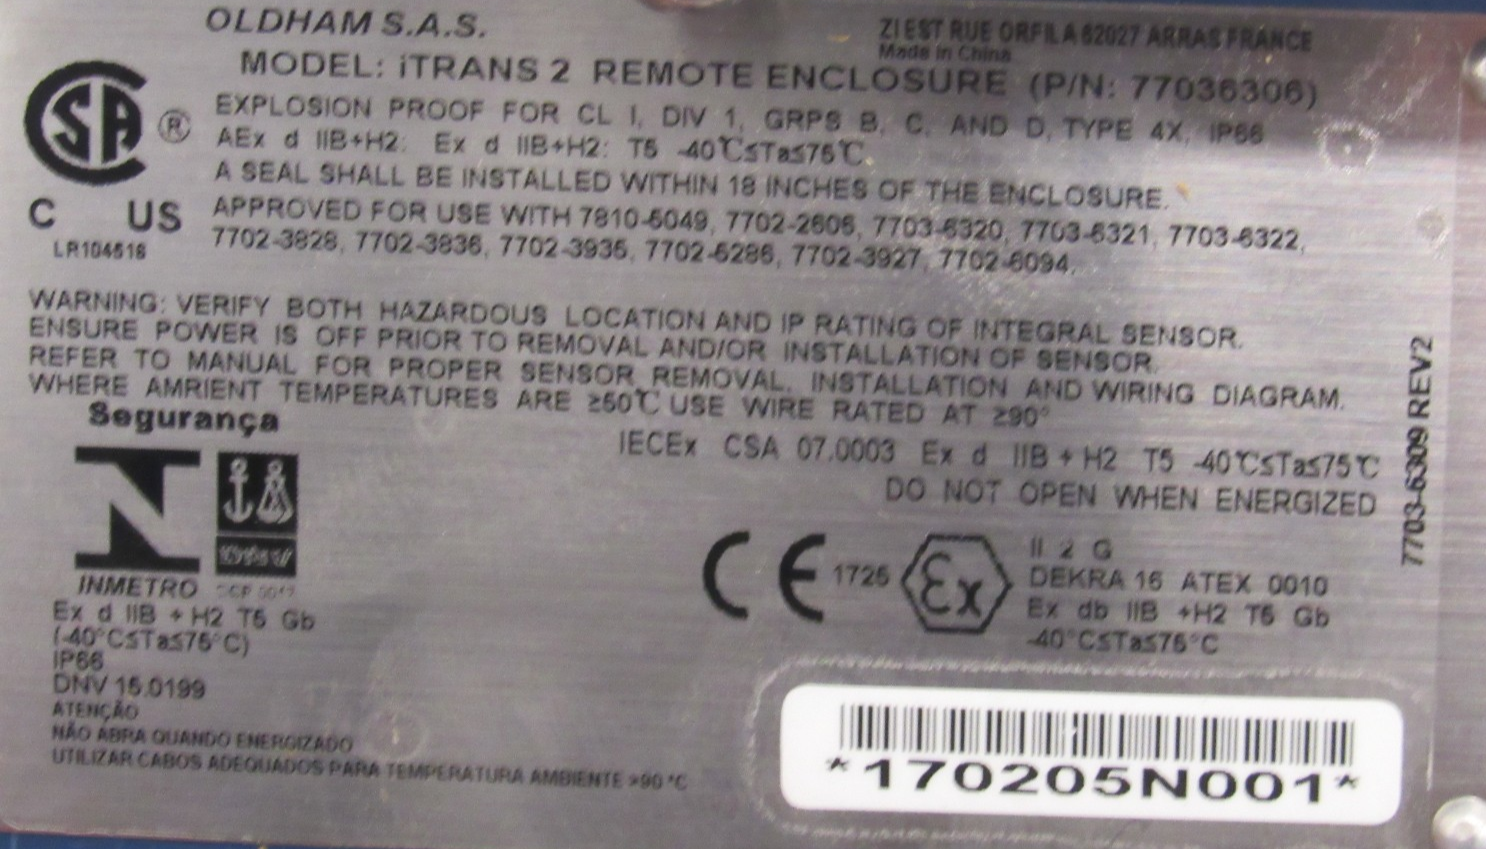 OLDHAM S.A.S.
ZI EST RUE ORFILA 62027 ARRAS FRANCE
Made in China
MODEL: iTRANS 2 REMOTE ENCLOSURE (P/N: 77036306)
EXPLOSION PROOF FOR CL I, DIV 1, GRPS B, C, AND D, TYPE 4X, IP66
AEx d IIB+H2: Ex d IIB+H2: T5 -40℃≤Ta≤75℃.
A SEAL SHALL BE INSTALLED WITHIN 18 INCHES OF THE ENCLOSURE.
APPROVED FOR USE WITH 7810-5049, 7702-2606, 7703-6320, 7703-6321, 7703-6322,
7702-3828, 7702-3836, 7702-3935, 7702-5286, 7702-3927, 7702-6094,
SA ®
C US
LR104516
WARNING: VERIFY BOTH HAZARDOUS LOCATION AND IP RATING OF INTEGRAL SENSOR.
ENSURE POWER IS OFF PRIOR TO REMOVAL AND/OR INSTALLATION OF SENSOR.
REFER TO MANUAL FOR PROPER SENSOR REMOVAL. INSTALLATION AND WIRING DIAGRAM.
WHERE AMRIENT TEMPERATURES ARE ≥60℃ USE WIRE RATED AT ≥90°
7703-6309 REV2
IECEx CSA 07.0003 Ex d IIB + H2 T5 -40℃≤Ta≤75℃
DO NOT OPEN WHEN ENERGIZED
Segurança
INMETRO
Ex d IIB + H2 T5 Gb
(-40°C≤Ta≤75°C)
IP66
DNV 15.0199
ATENÇÃO
NÃO ABRA QUANDO ENERGIZADO
UTILIZAR CABOS ADEQUADOS PARA TEMPERATURA AMBIENTE >90 °C
CE 1725 Ex
II 2 G
DEKRA 16 ATEX 0010
Ex db IIB +H2 T5 Gb
-40°C≤Ta≤75°C
*170205N001*